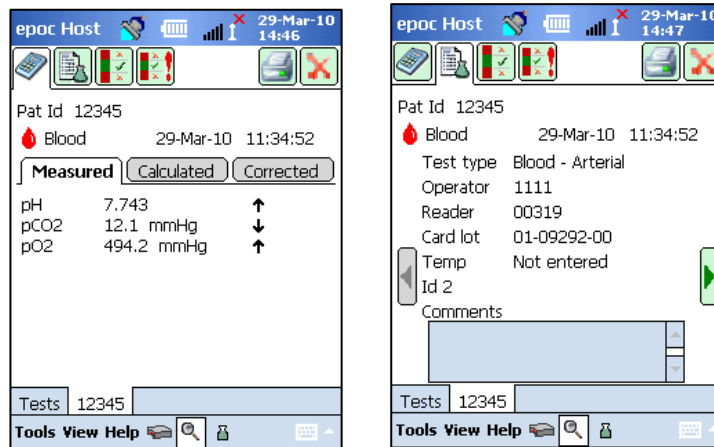 epoc Host 29-Mar-10
14:46
Pat Id 12345
Blood 29-Mar-10 11:34:52
Measured Calculated Corrected
pH 7.743 ↑
pCO2 12.1 mmHg ↓
pO2 494.2 mmHg ↑
Tests 12345
Tools View Help
epoc Host 29-Mar-10
14:47
Pat Id 12345
Blood 29-Mar-10 11:34:52
Test type Blood - Arterial
Operator 1111
Reader 00319
Card lot 01-09292-00
Temp Not entered
Id 2
Comments
Tests 12345
Tools View Help